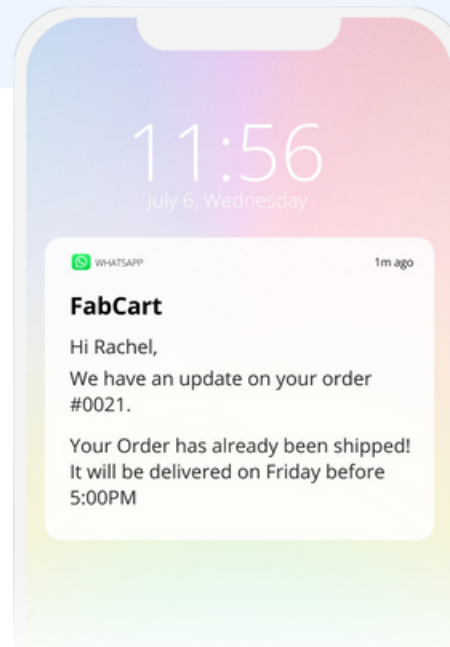 11:56
July 6, Wednesday
WHATSAPP 1m ago
FabCart
Hi Rachel,
We have an update on your order
#0021.
Your Order has already been shipped!
It will be delivered on Friday before
5:00PM